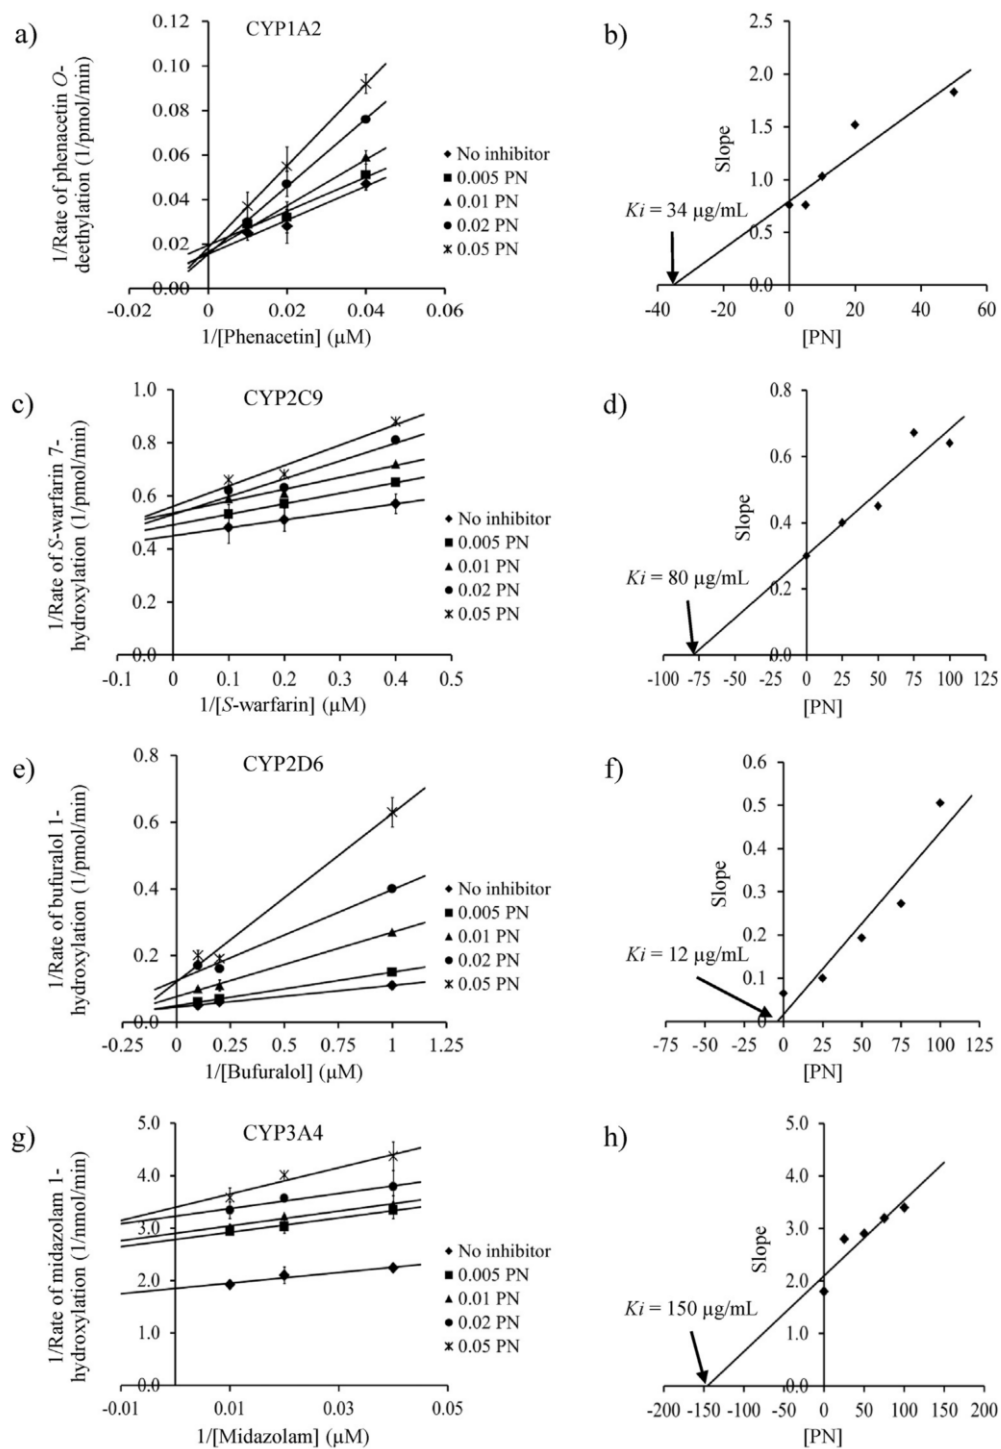 a)
CYP1A2
1/Rate of phenacetin O-
deethylation (1/pmol/min)
0.12
0.10
0.08
0.06
0.04
0.02
0.00
-0.02 0 0.02 0.04 0.06
1/[Phenacetin] (µM)
No inhibitor
0.005 PN
0.01 PN
0.02 PN
0.05 PN
b)
Slope
2.5
2.0
1.5
1.0
0.5
0.0
Ki = 34 µg/mL
-40 -20 0 20 40 60
[PN]
c)
CYP2C9
1/Rate of S-warfarin 7-
hydroxylation (1/pmol/min)
1.0
0.8
0.6
0.4
0.2
0.0
-0.1 0 0.1 0.2 0.3 0.4 0.5
1/[S-warfarin] (µM)
No inhibitor
0.005 PN
0.01 PN
0.02 PN
0.05 PN
d)
Slope
0.8
0.6
0.4
0.2
0.0
Ki = 80 µg/mL
-100 -75 -50 -25 0 25 50 75 100 125
[PN]
e)
CYP2D6
1/Rate of bufuralol 1-
hydroxylation (1/pmol/min)
0.8
0.6
0.4
0.2
0.0
-0.25 0 0.25 0.5 0.75 1 1.25
1/[Bufuralol] (µM)
No inhibitor
0.005 PN
0.01 PN
0.02 PN
0.05 PN
f)
Slope
0.6
0.5
0.4
0.3
0.2
0.1
0
Ki = 12 µg/mL
-75 -50 -25 0 25 50 75 100 125
[PN]
g)
CYP3A4
1/Rate of midazolam 1-
hydroxylation (1/nmol/min)
5.0
4.0
3.0
2.0
1.0
0.0
-0.01 0.01 0.03 0.05
1/[Midazolam] (µM)
No inhibitor
0.005 PN
0.01 PN
0.02 PN
0.05 PN
h)
Slope
5.0
4.0
3.0
2.0
1.0
0.0
Ki = 150 µg/mL
-200 -150 -100 -50 0 50 100 150 200
[PN]